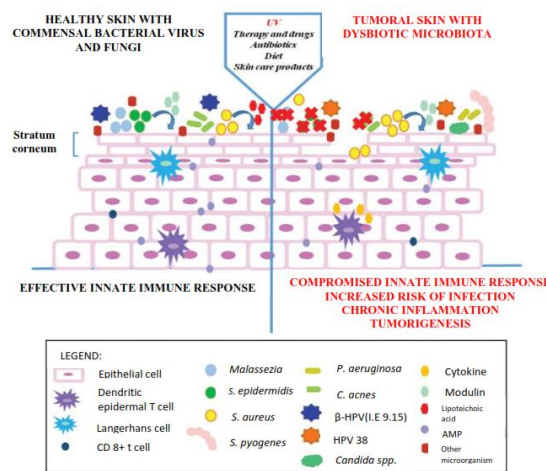 HEALTHY SKIN WITH
COMMENSAL BACTERIAL VIRUS
AND FUNGI
UV
Therapy and drugs
Antibiotics
Diet
Skin care products
TUMORAL SKIN WITH
DYSBIOTIC MICROBIOTA
Stratum
corneum
EFFECTIVE INNATE IMMUNE RESPONSE
COMPROMISED INNATE IMMUNE RESPONSE
INCREASED RISK OF INFECTION
CHRONIC INFLAMMATION
TUMORIGENESIS
LEGEND:
Epithelial cell
Dendritic
epidermal T cell
Langerhans cell
CD 8+ t cell
Malassezia
S. epidermidis
S. aureus
S. pyogenes
P. aeruginosa
C. acnes
β-HPV(I.E 9.15)
HPV 38
Candida spp.
Cytokine
Modulin
Lipoteichoic
acid
AMP
Other
microorganism